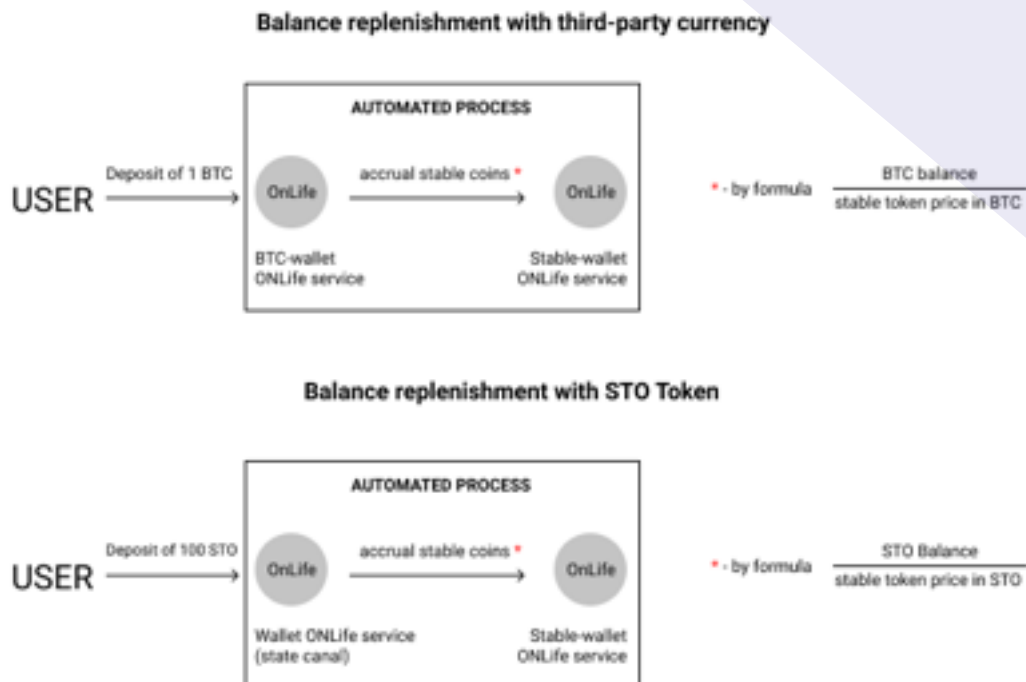 Balance replenishment with third-party currency
AUTOMATED PROCESS
USER
Deposit of 1 BTC
OnLife
accrual stable coins *
OnLife
BTC-wallet
ONLife service
Stable-wallet
ONLife service
* - by formula
BTC balance
stable token price in BTC
Balance replenishment with STO Token
AUTOMATED PROCESS
USER
Deposit of 100 STO
OnLife
accrual stable coins *
OnLife
Wallet ONLife service
(state canal)
Stable-wallet
ONLife service
* - by formula
STO Balance
stable token price in STO